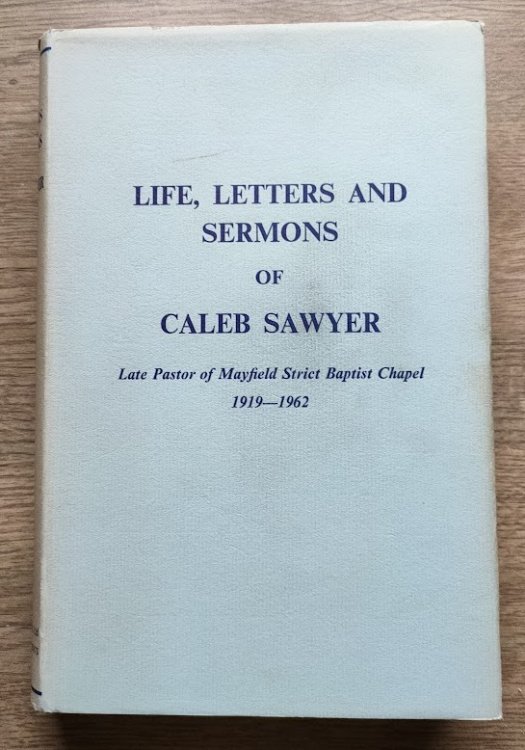 LIFE, LETTERS AND
SERMONS
OF
CALEB SAWYER
Late Pastor of Mayfield Strict Baptist Chapel
1919—1962